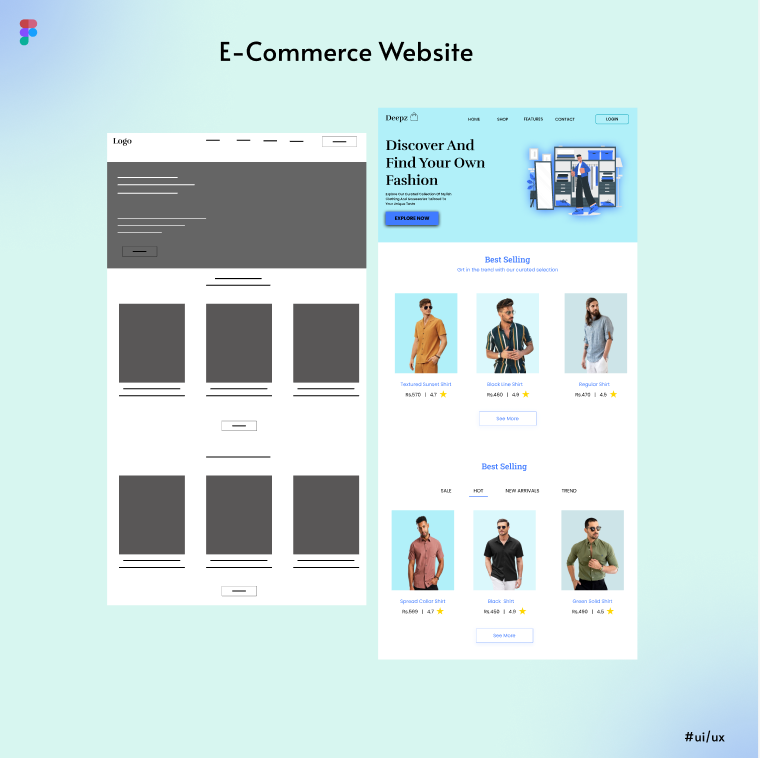 E-Commerce Website
Logo
Deepz
HOME SHOP FEATURES CONTACT LOGIN
Discover And
Find Your Own
Fashion
Explore Our Curated Collection Of Stylish
Clothing And Accessories Tailored To
Your Unique Taste
EXPLORE NOW
Best Selling
Get in the trend with our curated selection
Textured Sunset Shirt Black Line Shirt Regular Shirt
Rs.570 | 4.7 Rs.460 | 4.9 Rs.470 | 4.5
See More
Best Selling
SALE HOT NEW ARRIVALS TREND
Spread Collar Shirt Black Shirt Green Solid Shirt
Rs.599 | 4.7 Rs.450 | 4.9 Rs.490 | 4.5
See More
#ui/ux